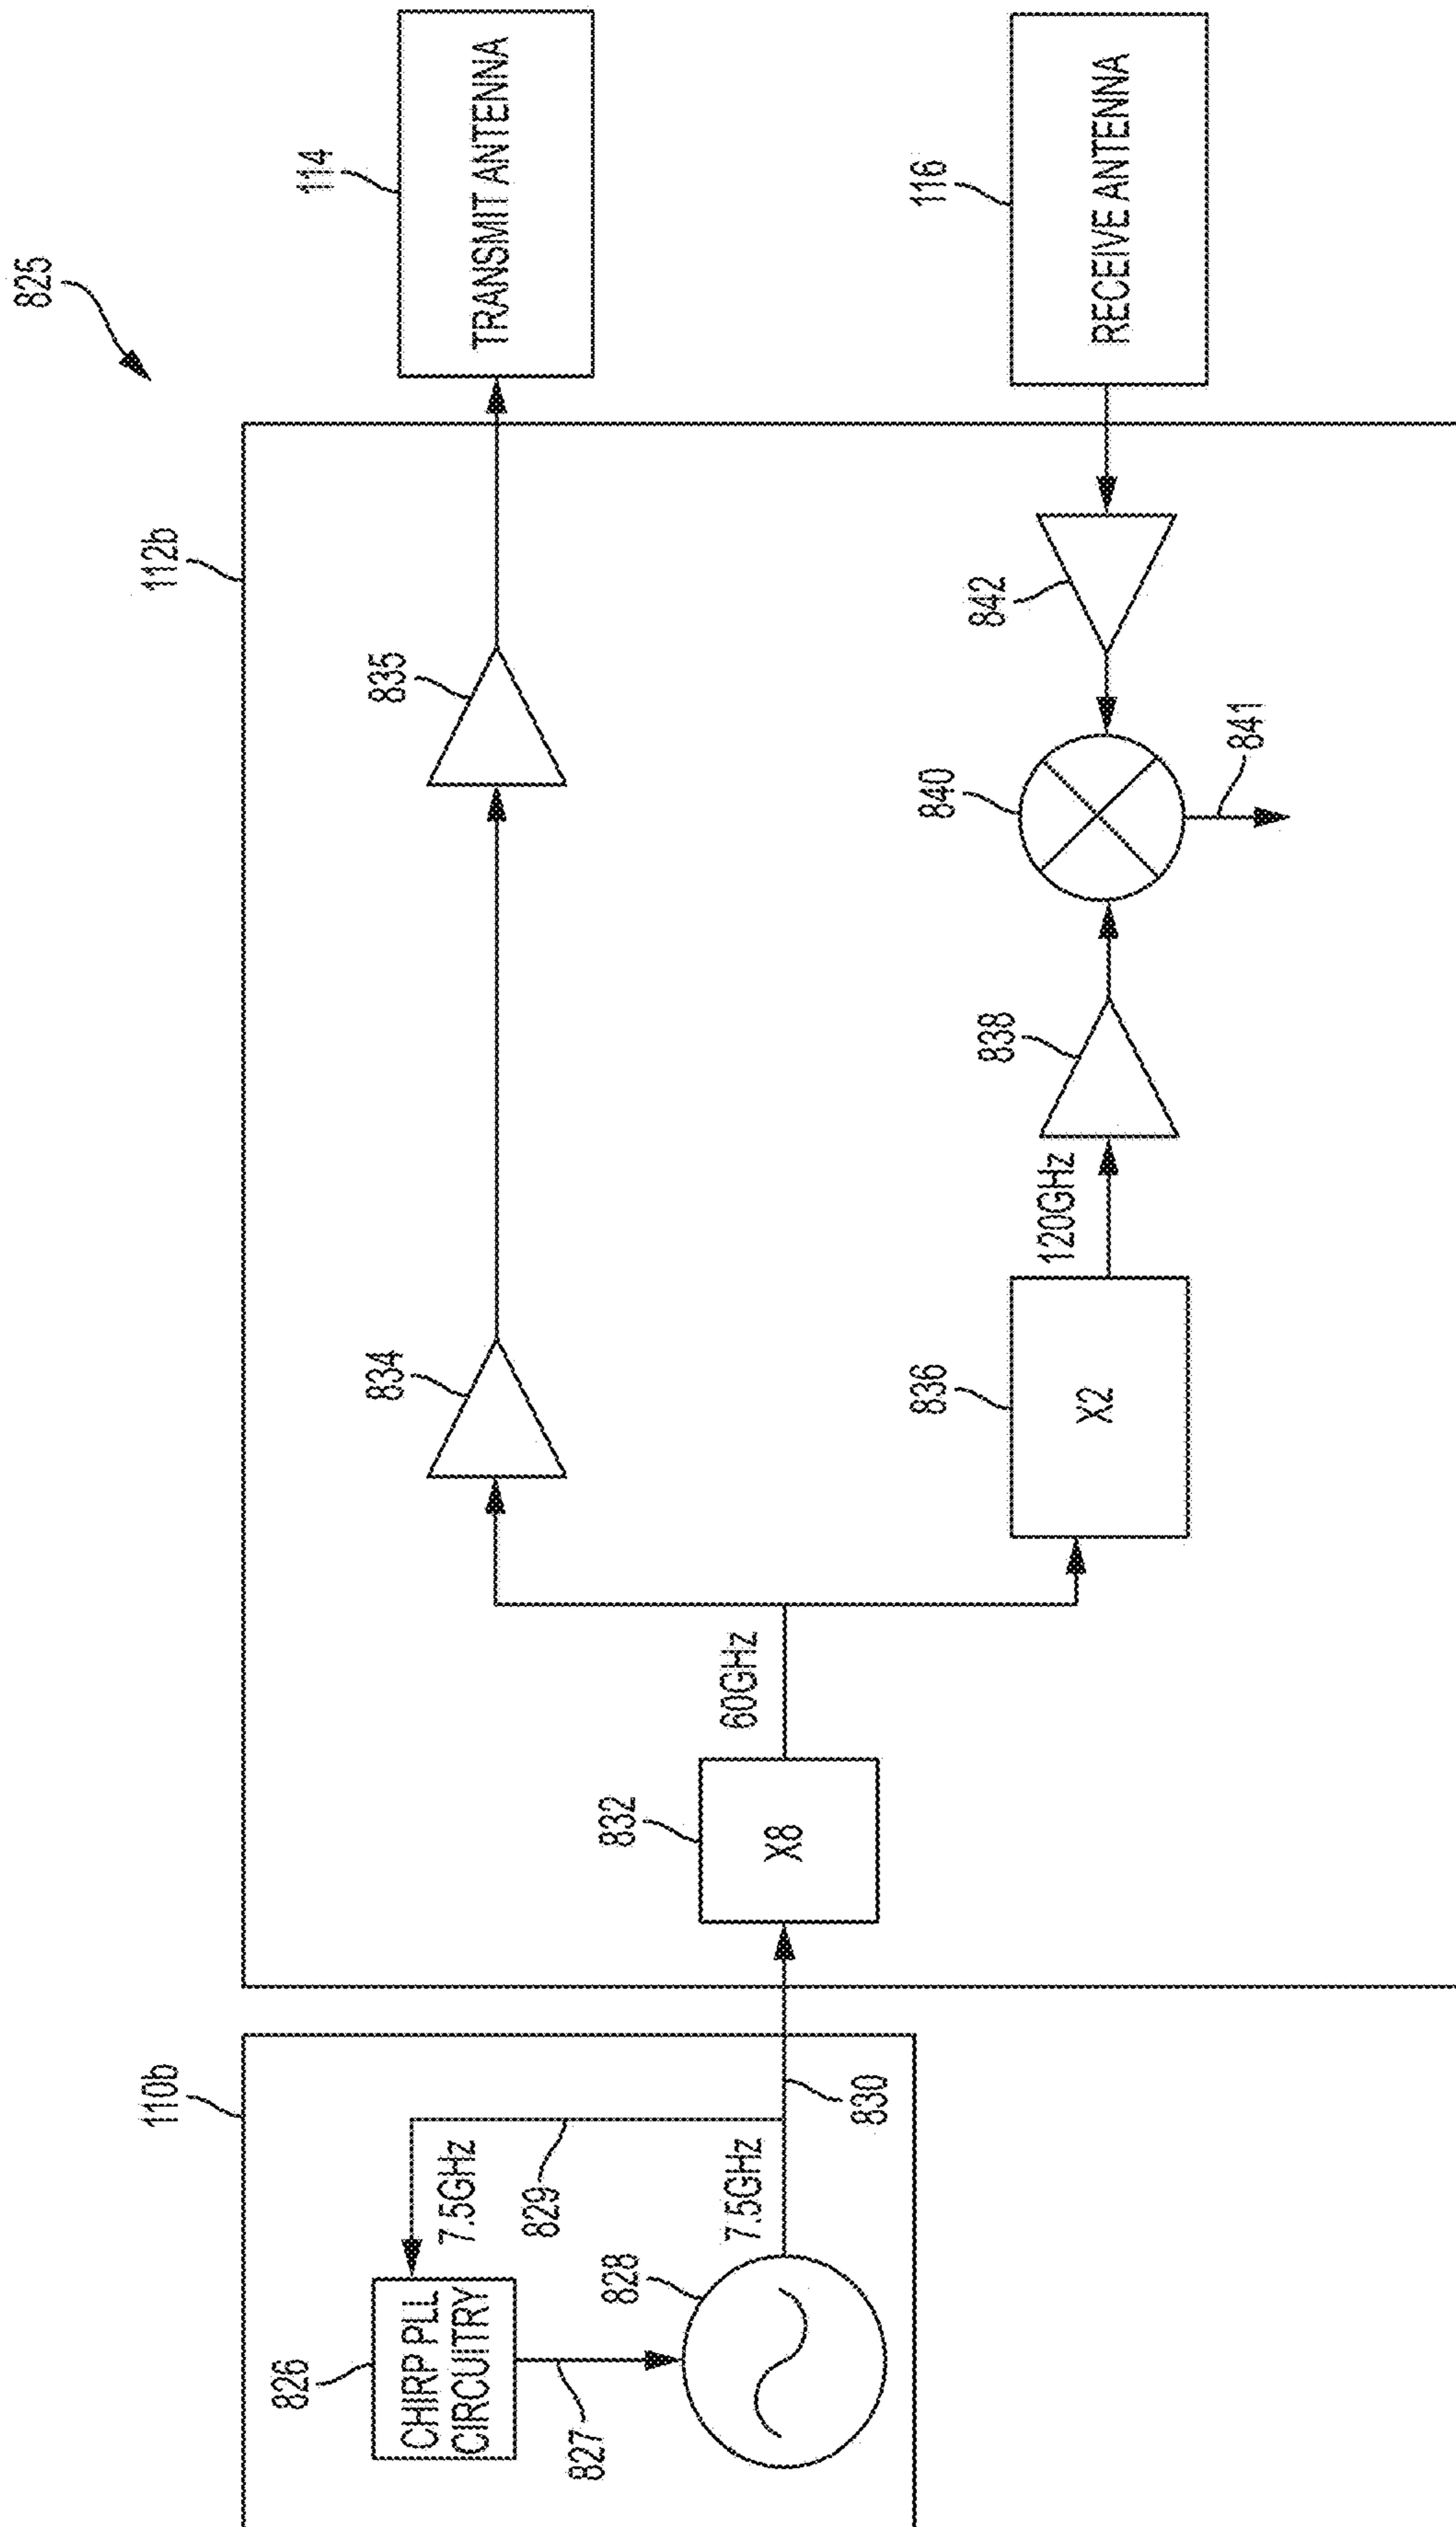 825
110b
826
CHIRP PLL
CIRCUITRY
7.5GHz
829
827
828
7.5GHz
830
112b
832
X8
60GHz
834
835
114
TRANSMIT ANTENNA
836
X2
120GHz
838
840
841
842
116
RECEIVE ANTENNA